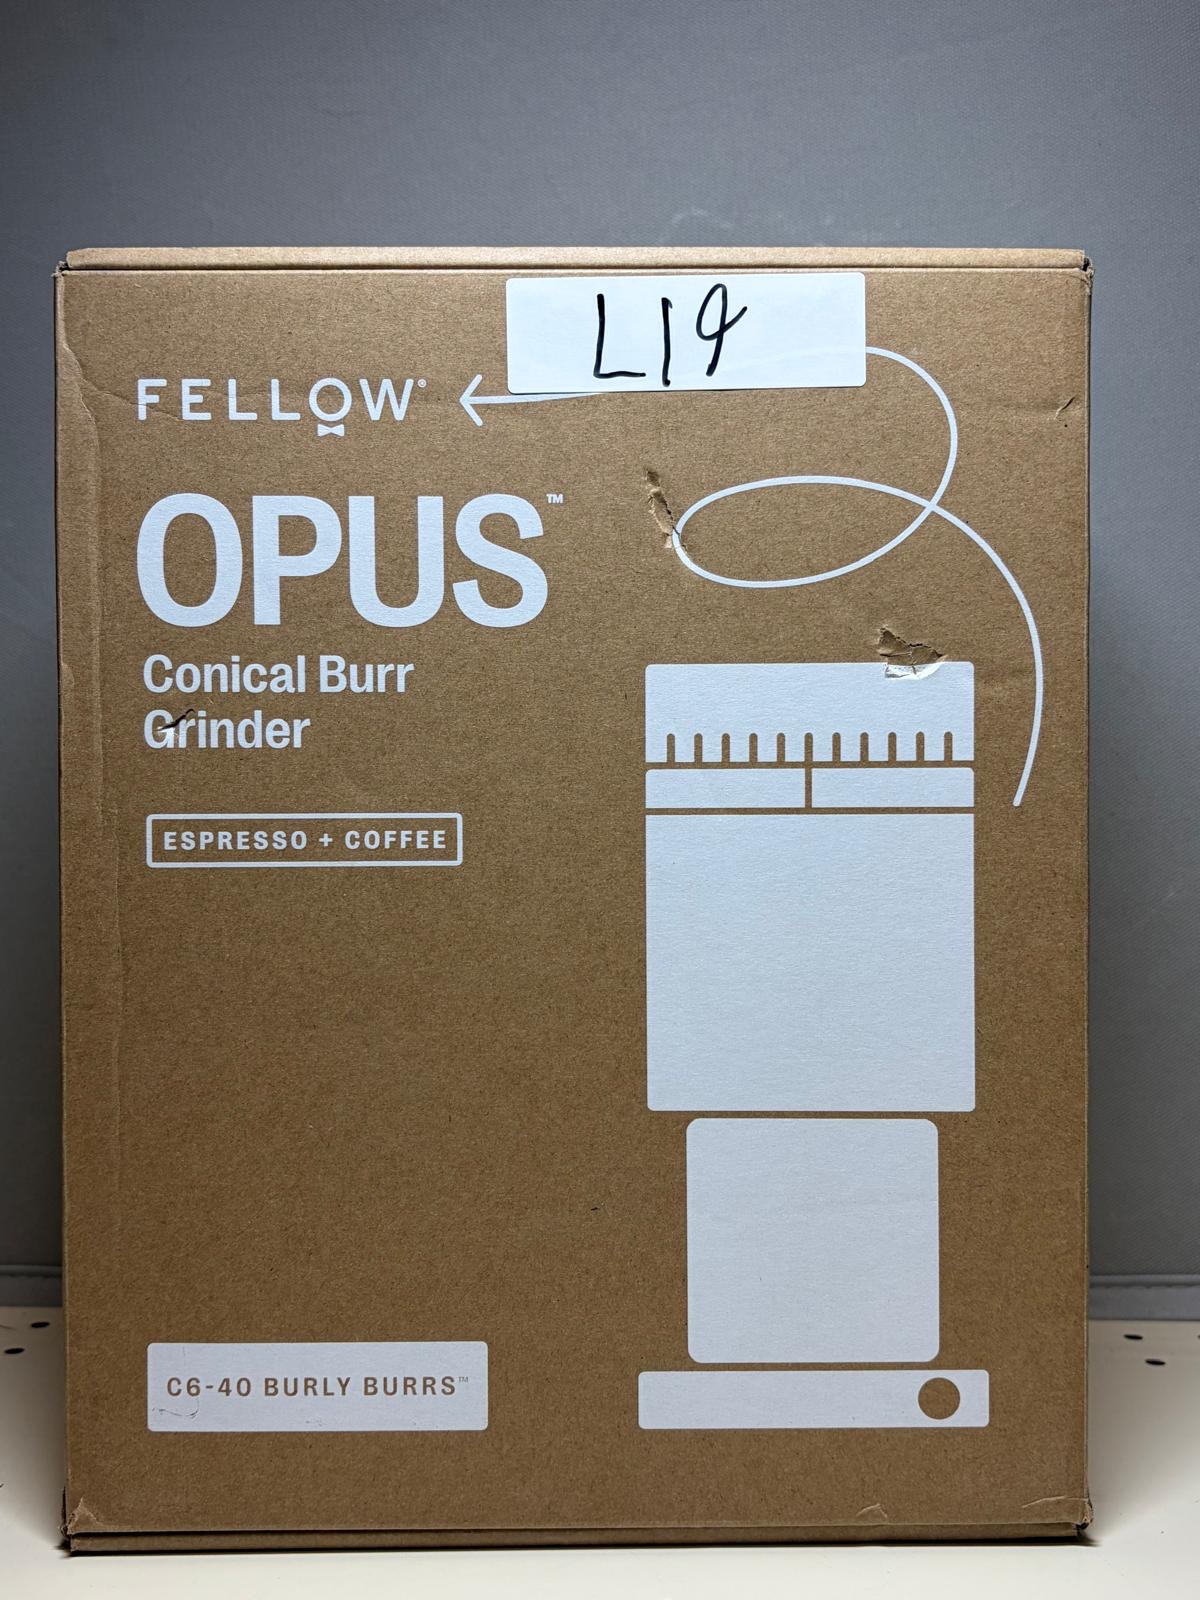 L19
FELLOW®
OPUS™
Conical Burr
Grinder
ESPRESSO + COFFEE
C6-40 BURLY BURRS™